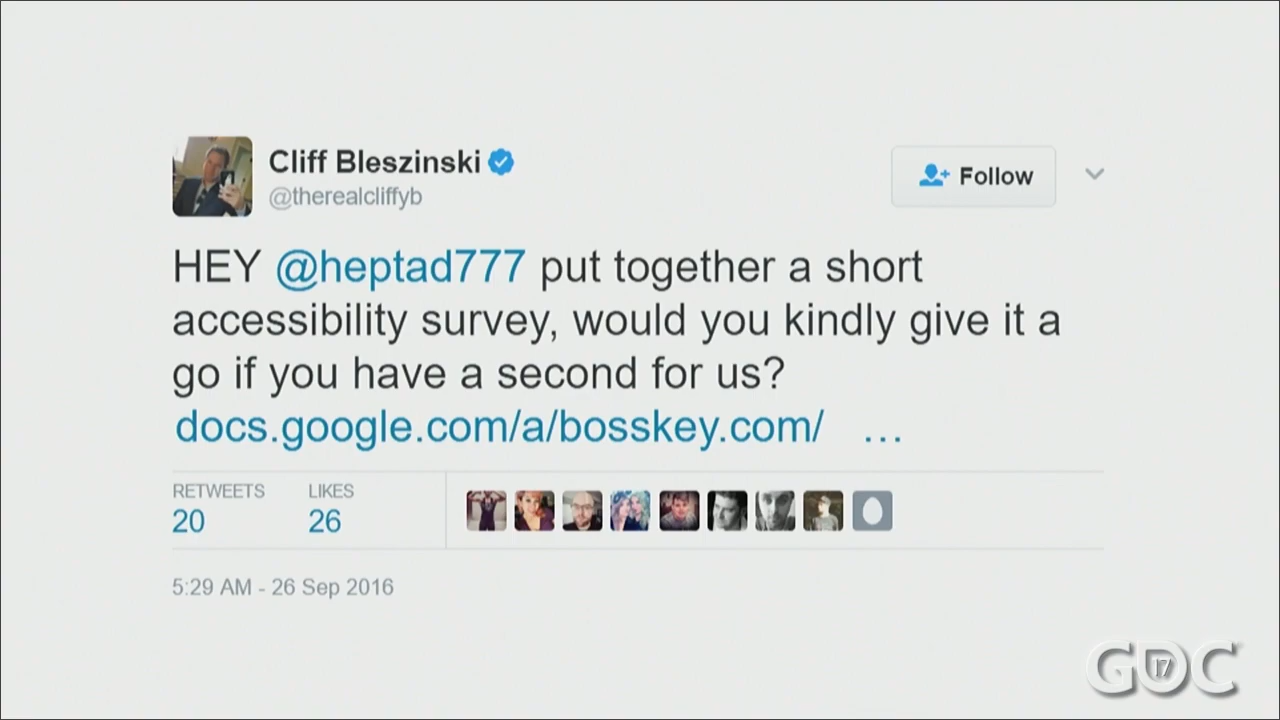 Cliff Bleszinski
@therealcliffyb
Follow
HEY @heptad777 put together a short
accessibility survey, would you kindly give it a
go if you have a second for us?
docs.google.com/a/bosskey.com/ …
RETWEETS LIKES
20 26
5:29 AM - 26 Sep 2016
GDC 17